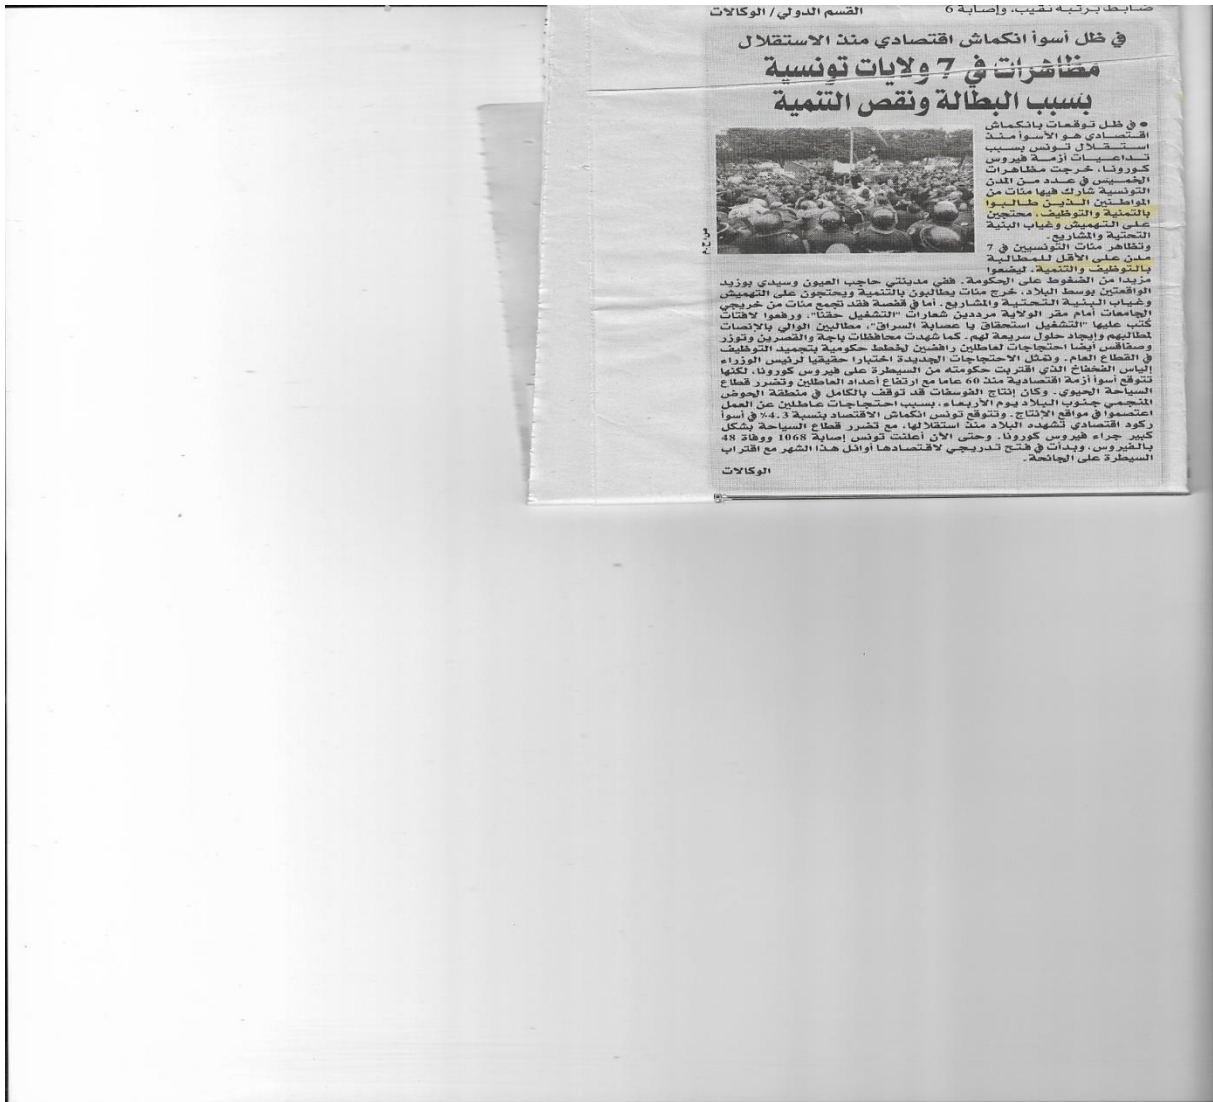 ضابط برتبة نقيب، وإصابة 6
القسم الدولي/ الوكالات
في ظل أسوأ انكماش اقتصادي منذ الاستقلال
مظاهرات في 7 ولايات تونسية
بسبب البطالة ونقص التنمية
• في ظل توقعات بانكماش
اقتصادي هو الأسوأ منذ
استقلال تونس بسبب
تداعيات أزمة فيروس
كورونا، خرجت مظاهرات
الخميس في عدد من المدن
التونسية شارك فيها مئات من
المواطنين الذين طالبوا
بالتمنية والتوظيف، محتجين
على التهميش وغياب البنية
التحتية والمشاريع.
وتظاهر مئات التونسيين في 7
مدن على الأقل للمطالبة
بالتوظيف والتنمية، ليضعوا
مزيدا من الضغوط على الحكومة. ففي مدينتي حاجب العيون وسيدي بوزيد
الواقعتين بوسط البلاد، خرج مئات يطالبون بالتنمية ويحتجون على التهميش
وغياب البنية التحتية والمشاريع. أما في قفصة فقد تجمع مئات من خريجي
الجامعات أمام مقر الولاية مرددين شعارات "التشغيل حقنا"، ورفعوا لافتات
كُتب عليها "التشغيل استحقاق يا عصابة السراق"، مطالبين الوالي بالإنصات
لمطالبهم وإيجاد حلول سريعة لهم. كما شهدت محافظات باجة والقصرين وتوزر
وصفاقس أيضا احتجاجات لعاطلين رافضين لخطط حكومية بتجميد التوظيف
في القطاع العام. وتمثل الاحتجاجات الجديدة اختبارا حقيقيا لرئيس الوزراء
إلياس الفخفاخ الذي اقتربت حكومته من السيطرة على فيروس كورونا، لكنها
تتوقع أسوأ أزمة اقتصادية منذ 60 عاما مع ارتفاع أعداد العاطلين وتضرر قطاع
السياحة الحيوي. وكان إنتاج الفوسفات قد توقف بالكامل في منطقة الحوض
المنجمي جنوب البلاد يوم الأربعاء، بسبب احتجاجات عاطلين عن العمل
اعتصموا في مواقع الإنتاج. وتتوقع تونس انكماش الاقتصاد بنسبة 4.3% في أسوأ
ركود اقتصادي تشهده البلاد منذ استقلالها، مع تضرر قطاع السياحة بشكل
كبير جراء فيروس كورونا. وحتى الآن أعلنت تونس إصابة 1068 ووفاة 48
بالفيروس، وبدأت في فتح تدريجي لاقتصادها أوائل هذا الشهر مع اقتراب
السيطرة على الجائحة.
الوكالات